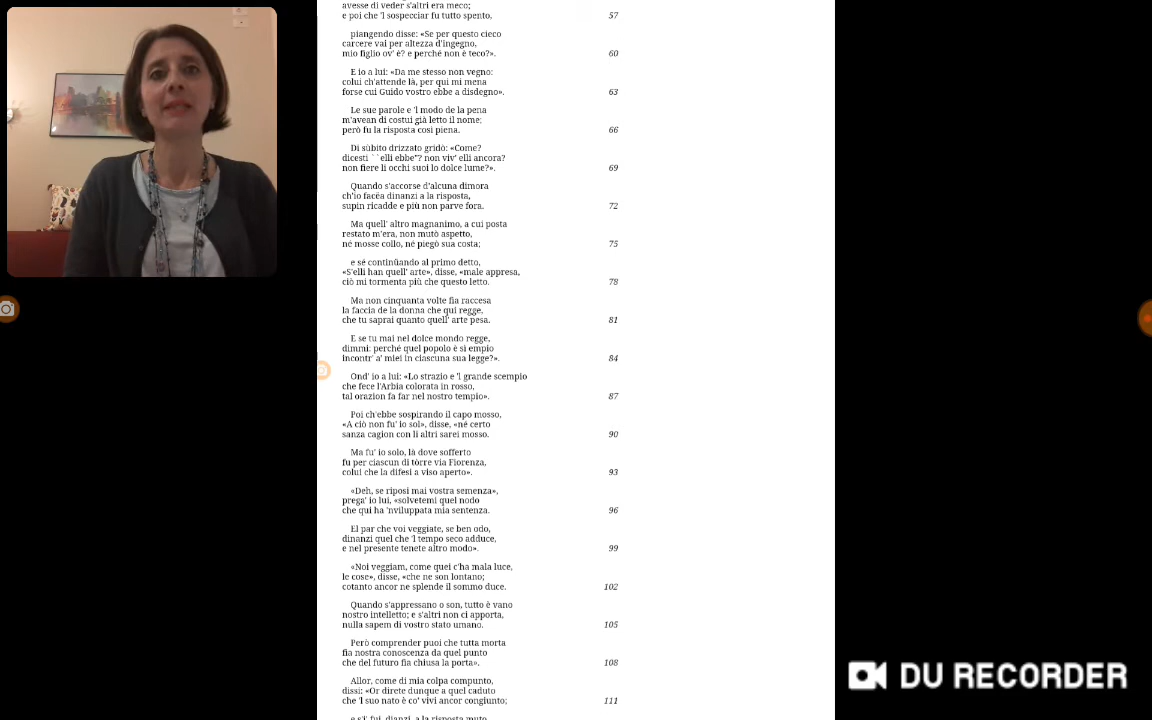 avesse di veder s'altri era meco;
e poi che 'l sospecciar fu tutto spento,
57
piangendo disse: «Se per questo cieco
carcere vai per altezza d'ingegno,
mio figlio ov' è? e perché non è teco?».
60
E io a lui: «Da me stesso non vegno:
colui ch'attende là, per qui mi mena
forse cui Guido vostro ebbe a disdegno».
63
Le sue parole e 'l modo de la pena
m'avean di costui già letto il nome;
però fu la risposta così piena.
66
Di sùbito drizzato gridò: «Come?
dicesti ``elli ebbe"? non viv' elli ancora?
non fiere li occhi suoi lo dolce lume?».
69
Quando s'accorse d'alcuna dimora
ch'io facëa dinanzi a la risposta,
supin ricadde e più non parve fora.
72
Ma quell' altro magnanimo, a cui posta
restato m'era, non mutò aspetto,
né mosse collo, né piegò sua costa;
75
e sé continüando al primo detto,
«S'elli han quell' arte», disse, «male appresa,
ciò mi tormenta più che questo letto.
78
Ma non cinquanta volte fia raccesa
la faccia de la donna che qui regge,
che tu saprai quanto quell' arte pesa.
81
E se tu mai nel dolce mondo regge,
dimmi: perché quel popolo è sì empio
incontr' a' miei in ciascuna sua legge?».
84
Ond' io a lui: «Lo strazio e 'l grande scempio
che fece l'Arbia colorata in rosso,
tal orazion fa far nel nostro tempio».
87
Poi ch'ebbe sospirando il capo mosso,
«A ciò non fu' io sol», disse, «né certo
sanza cagion con li altri sarei mosso.
90
Ma fu' io solo, là dove sofferto
fu per ciascun di tòrre via Fiorenza,
colui che la difesi a viso aperto».
93
«Deh, se riposi mai vostra semenza»,
prega' io lui, «solvetemi quel nodo
che qui ha 'nviluppata mia sentenza.
96
El par che voi veggiate, se ben odo,
dinanzi quel che 'l tempo seco adduce,
e nel presente tenete altro modo».
99
«Noi veggiam, come quei c'ha mala luce,
le cose», disse, «che ne son lontano;
cotanto ancor ne splende il sommo duce.
102
Quando s'appressano o son, tutto è vano
nostro intelletto; e s'altri non ci apporta,
nulla sapem di vostro stato umano.
105
Però comprender puoi che tutta morta
fia nostra conoscenza da quel punto
che del futuro fia chiusa la porta».
108
Allor, come di mia colpa compunto,
dissi: «Or direte dunque a quel caduto
che 'l suo nato è co' vivi ancor congiunto;
111
e s'i' fui, dianzi, a la risposta muto,
DU RECORDER